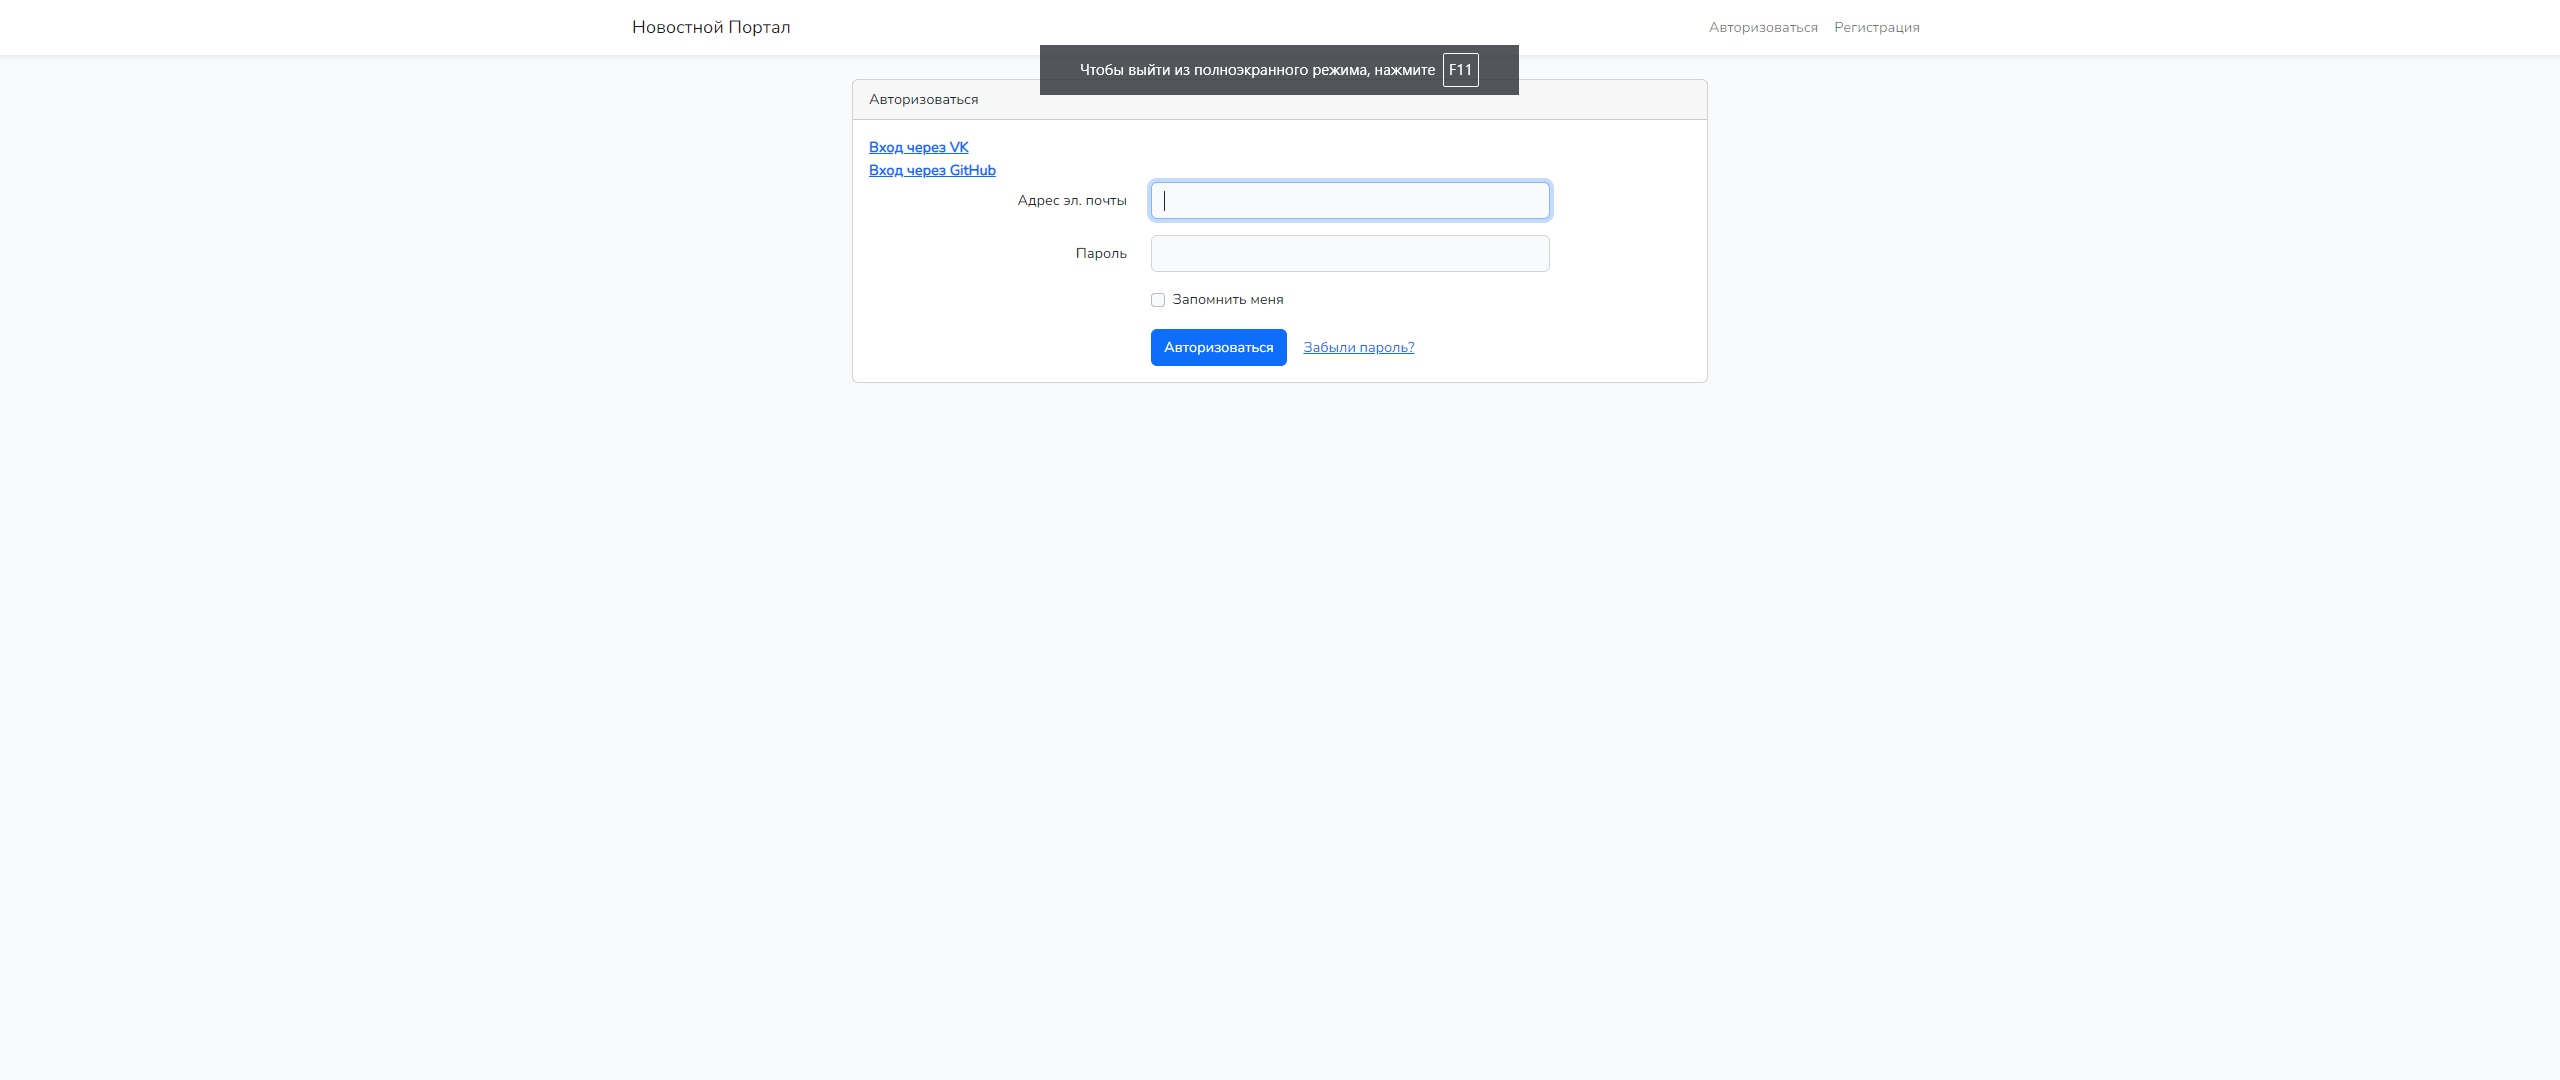 Новостной Портал
Авторизоваться Регистрация
Чтобы выйти из полноэкранного режима, нажмите F11
Авторизоваться
Вход через VK
Вход через GitHub
Адрес эл. почты
Пароль
Запомнить меня
Авторизоваться Забыли пароль?